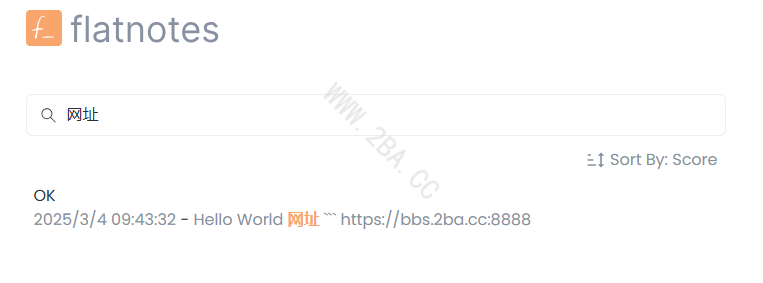 flatnotes
网址
Sort By: Score
OK
2025/3/4 09:43:32 - Hello World 网址 ``` https://bbs.2ba.cc:8888
WWW.2BA.CC